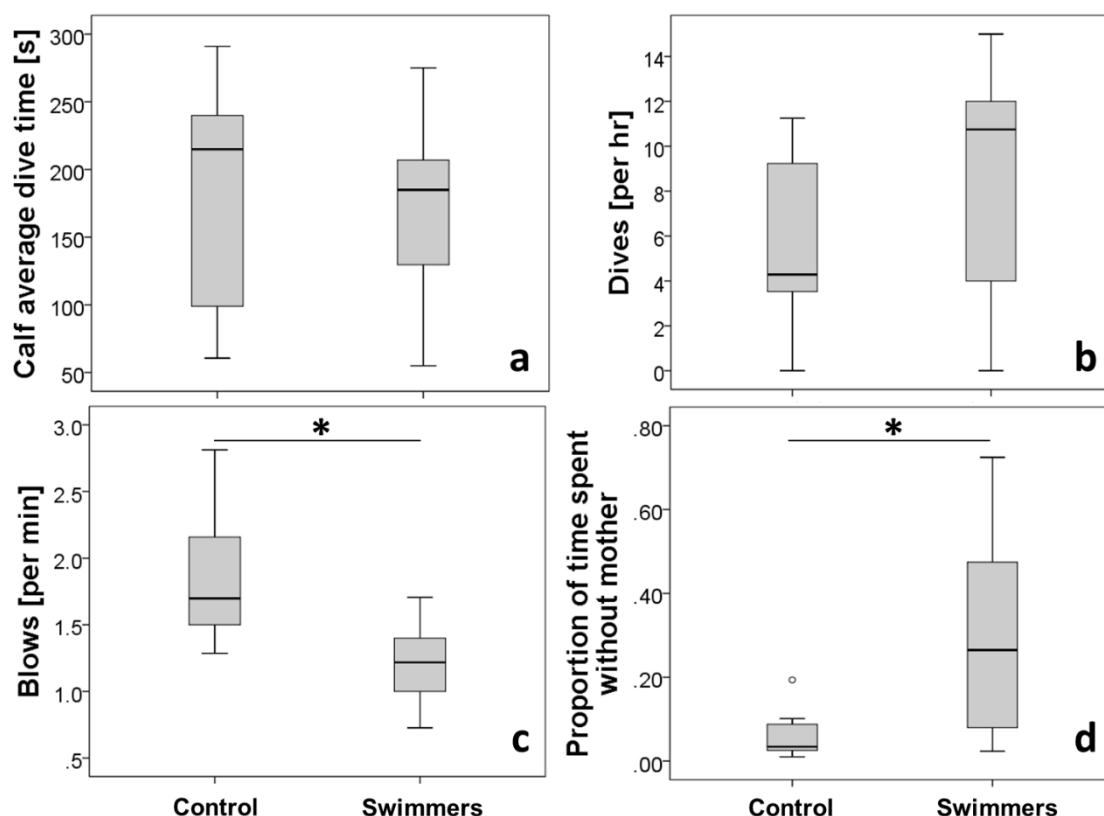 Calf average dive time [s]
300
250
200
150
100
50
a
Dives [per hr]
14
12
10
8
6
4
2
0
b
Blows [per min]
3.0
2.5
2.0
1.5
1.0
.5
*
c
Control
Swimmers
Proportion of time spent
without mother
.80
.60
.40
.20
.00
*
d
Control
Swimmers